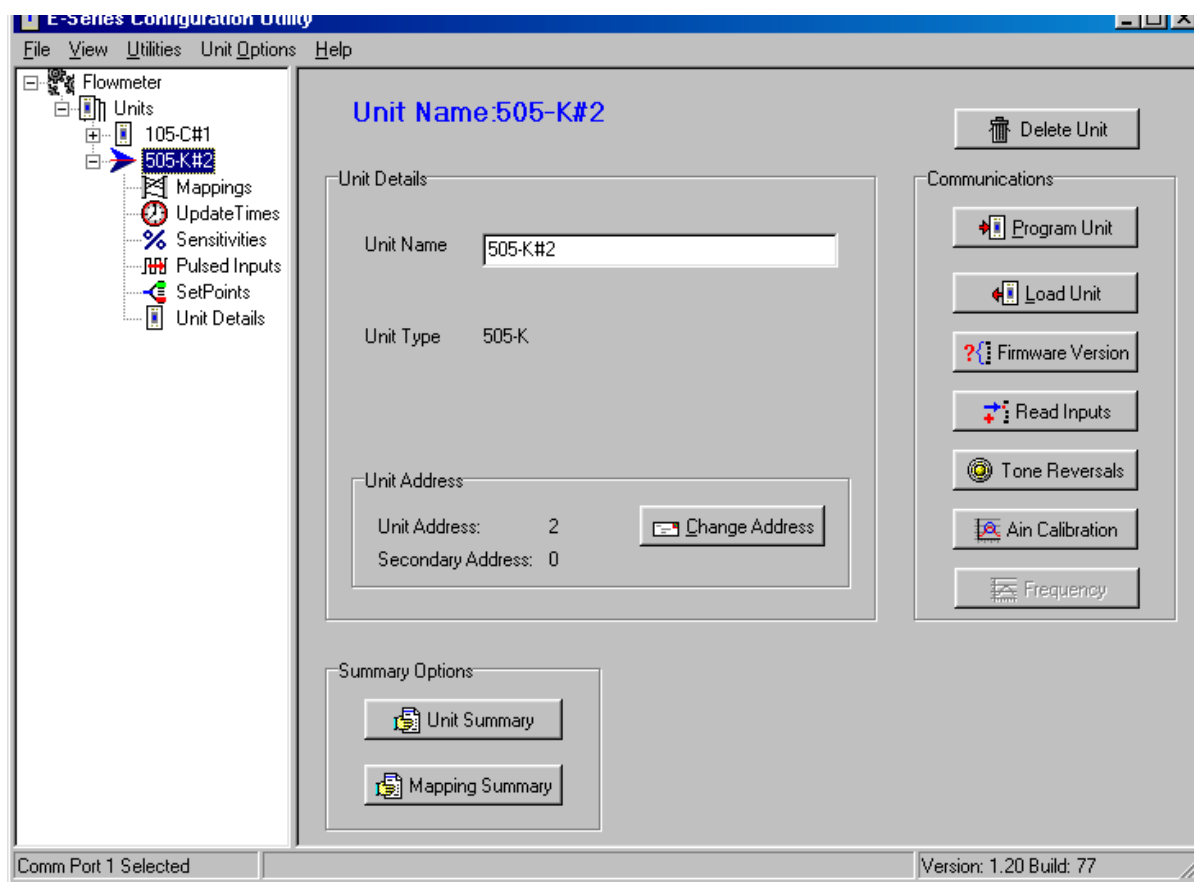 E-Series Configuration Utility
File View Utilities Unit Options Help
Flowmeter
Units
105-C#1
505-K#2
Mappings
UpdateTimes
Sensitivities
Pulsed Inputs
SetPoints
Unit Details
Unit Name:505-K#2
Delete Unit
Unit Details
Unit Name 505-K#2
Unit Type 505-K
Unit Address
Unit Address: 2
Change Address
Secondary Address: 0
Communications
Program Unit
Load Unit
Firmware Version
Read Inputs
Tone Reversals
Ain Calibration
Frequency
Summary Options
Unit Summary
Mapping Summary
Comm Port 1 Selected
Version: 1.20 Build: 77